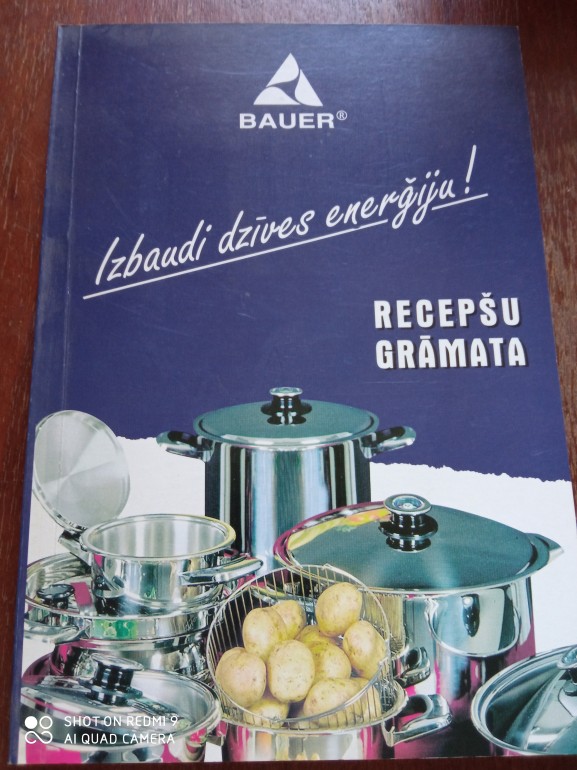 BAUER®
Izbaudi dzīves enerģiju!
RECEPŠU
GRĀMATA
SHOT ON REDMI 9
AI QUAD CAMERA